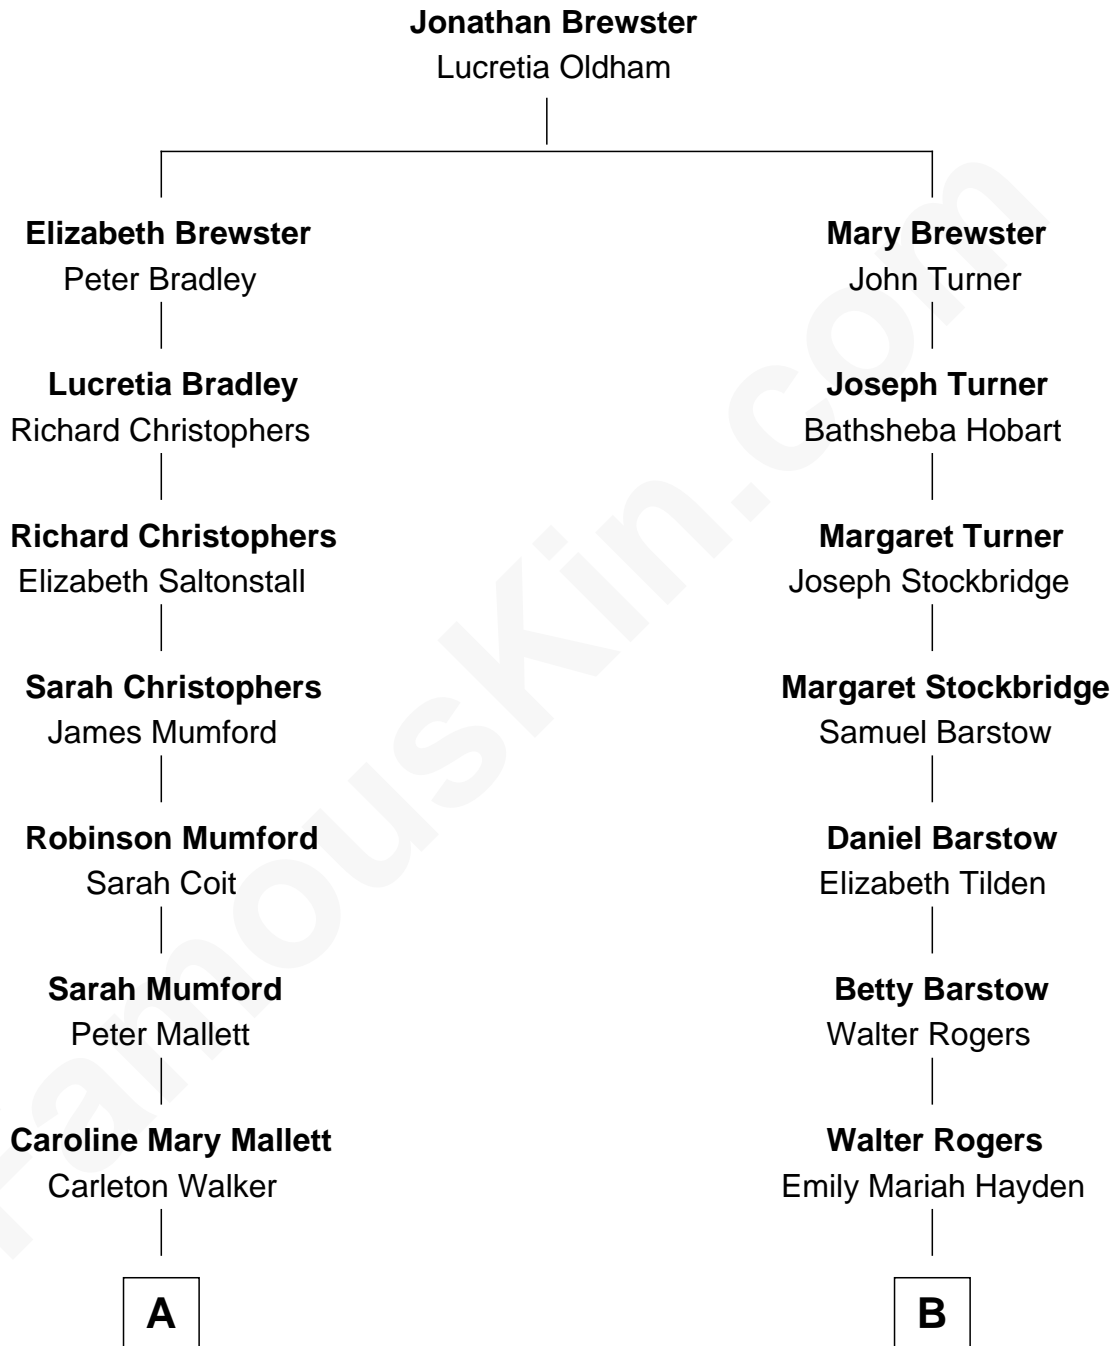 Jonathan Brewster
Lucretia Oldham
Elizabeth Brewster
Peter Bradley
Lucretia Bradley
Richard Christophers
Richard Christophers
Elizabeth Saltonstall
Sarah Christophers
James Mumford
Robinson Mumford
Sarah Coit
Sarah Mumford
Peter Mallett
Caroline Mary Mallett
Carleton Walker
A
Mary Brewster
John Turner
Joseph Turner
Bathsheba Hobart
Margaret Turner
Joseph Stockbridge
Margaret Stockbridge
Samuel Barstow
Daniel Barstow
Elizabeth Tilden
Betty Barstow
Walter Rogers
Walter Rogers
Emily Mariah Hayden
B
FamousKin.com